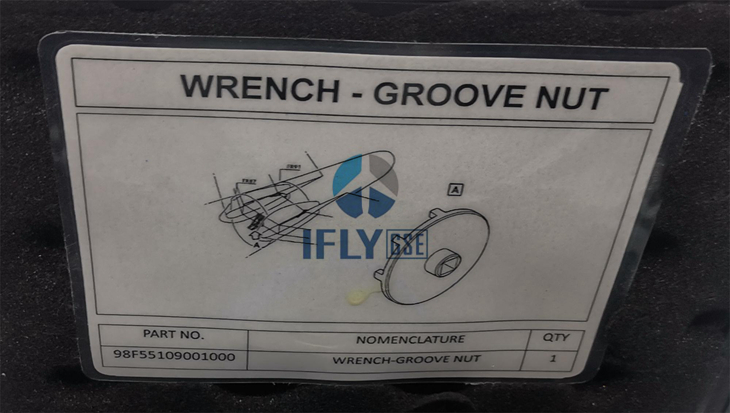 WRENCH - GROOVE NUT
A
A
IFLY GSE
PART NO.
NOMENCLATURE
QTY
98F55109001000
WRENCH-GROOVE NUT
1